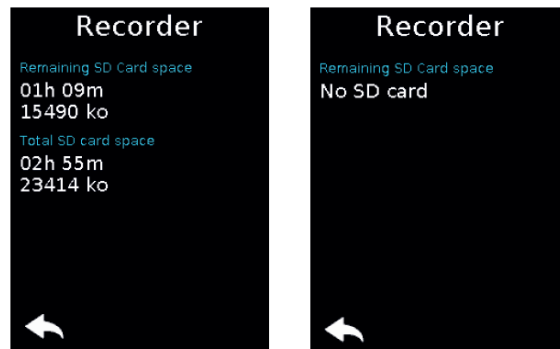 Recorder
Remaining SD Card space
01h 09m
15490 ko
Total SD card space
02h 55m
23414 ko
Recorder
Remaining SD Card space
No SD card